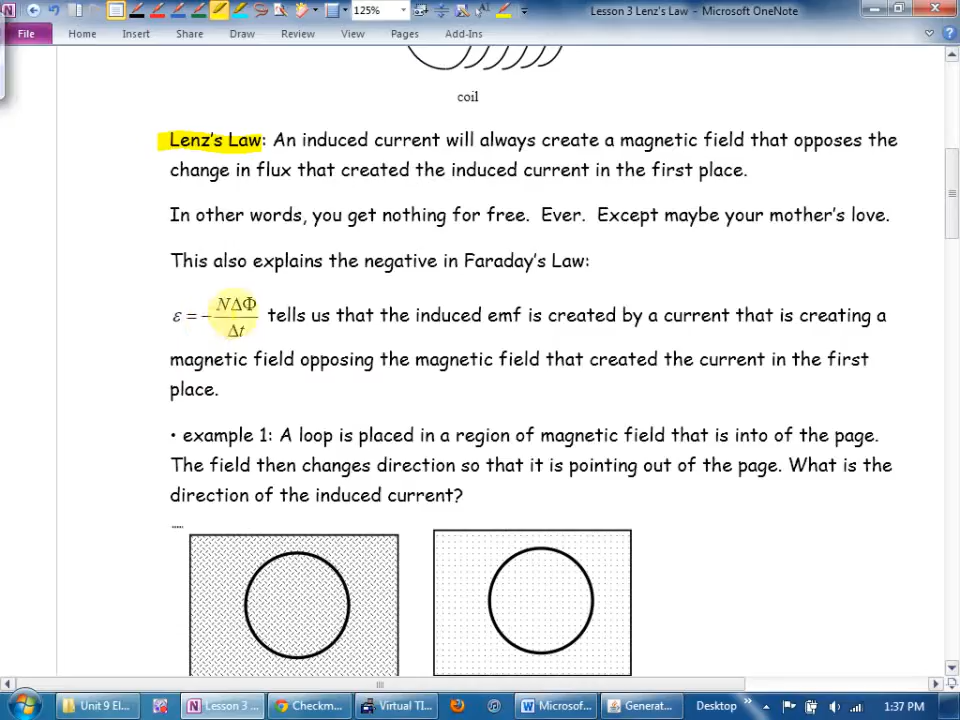 125%
Lesson 3 Lenz's Law - Microsoft OneNote
File Home Insert Share Draw Review View Pages Add-Ins
coil
Lenz's Law: An induced current will always create a magnetic field that opposes the
change in flux that created the induced current in the first place.
In other words, you get nothing for free. Ever. Except maybe your mother's love.
This also explains the negative in Faraday's Law:
ε = − NΔΦ / Δt tells us that the induced emf is created by a current that is creating a
magnetic field opposing the magnetic field that created the current in the first
place.
• example 1: A loop is placed in a region of magnetic field that is into of the page.
The field then changes direction so that it is pointing out of the page. What is the
direction of the induced current?
Unit 9 El... Lesson 3 ... Checkm... Virtual TI... Microsof... Generat... Desktop » 1:37 PM